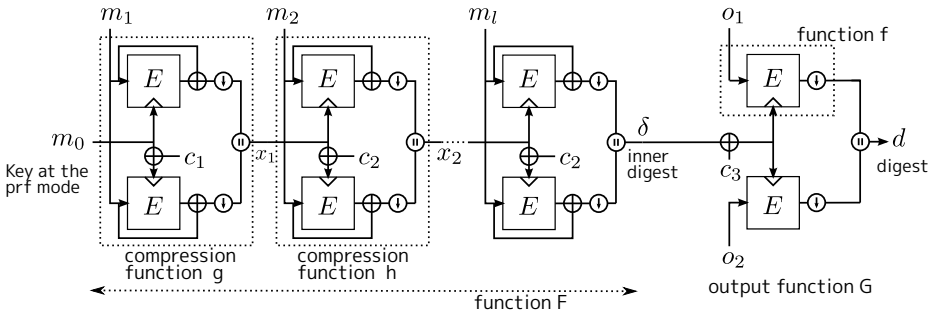 m₁
m₂
mₗ
o₁
function f
E
E
E
E
m₀
c₁
x₁
c₂
x₂
c₂
δ
inner
digest
c₃
d
digest
Key at the
prf mode
E
E
E
E
o₂
compression
function g
compression
function h
output function G
function F